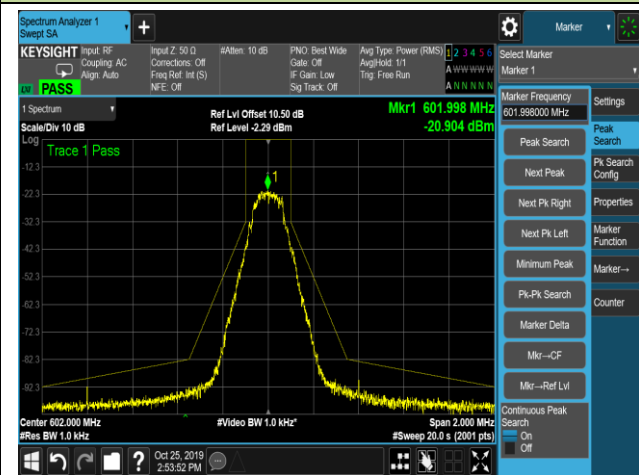 Spectrum Analyzer 1
Swept SA
+
Marker
KEYSIGHT
Input: RF
Coupling: AC
Align: Auto
Input Z: 50 Ω
Corrections: Off
Freq Ref: Int (S)
NFE: Off
#Atten: 10 dB
PNO: Best Wide
Gate: Off
IF Gain: Low
Sig Track: Off
Avg Type: Power (RMS)
Avg|Hold: 1/1
Trig: Free Run
1 2 3 4 5 6
A W W W W W
A N N N N N
LXI
PASS
Select Marker
Marker 1
1 Spectrum
Scale/Div 10 dB
Log
Ref Lvl Offset 10.50 dB
Ref Level -2.29 dBm
Mkr1 601.998 MHz
-20.904 dBm
Trace 1 Pass
1
-12.3
-22.3
-32.3
-42.3
-52.3
-62.3
-72.3
-82.3
-92.3
Center 602.000 MHz
#Res BW 1.0 kHz
#Video BW 1.0 kHz*
Span 2.000 MHz
#Sweep 20.0 s (2001 pts)
Marker Frequency
601.998000 MHz
Peak Search
Next Peak
Next Pk Right
Next Pk Left
Minimum Peak
Pk-Pk Search
Marker Delta
Mkr→CF
Mkr→Ref Lvl
Continuous Peak
Search
On
Off
Settings
Peak
Search
Pk Search
Config
Properties
Marker
Function
Marker→
Counter
?
Oct 25, 2019
2:53:52 PM